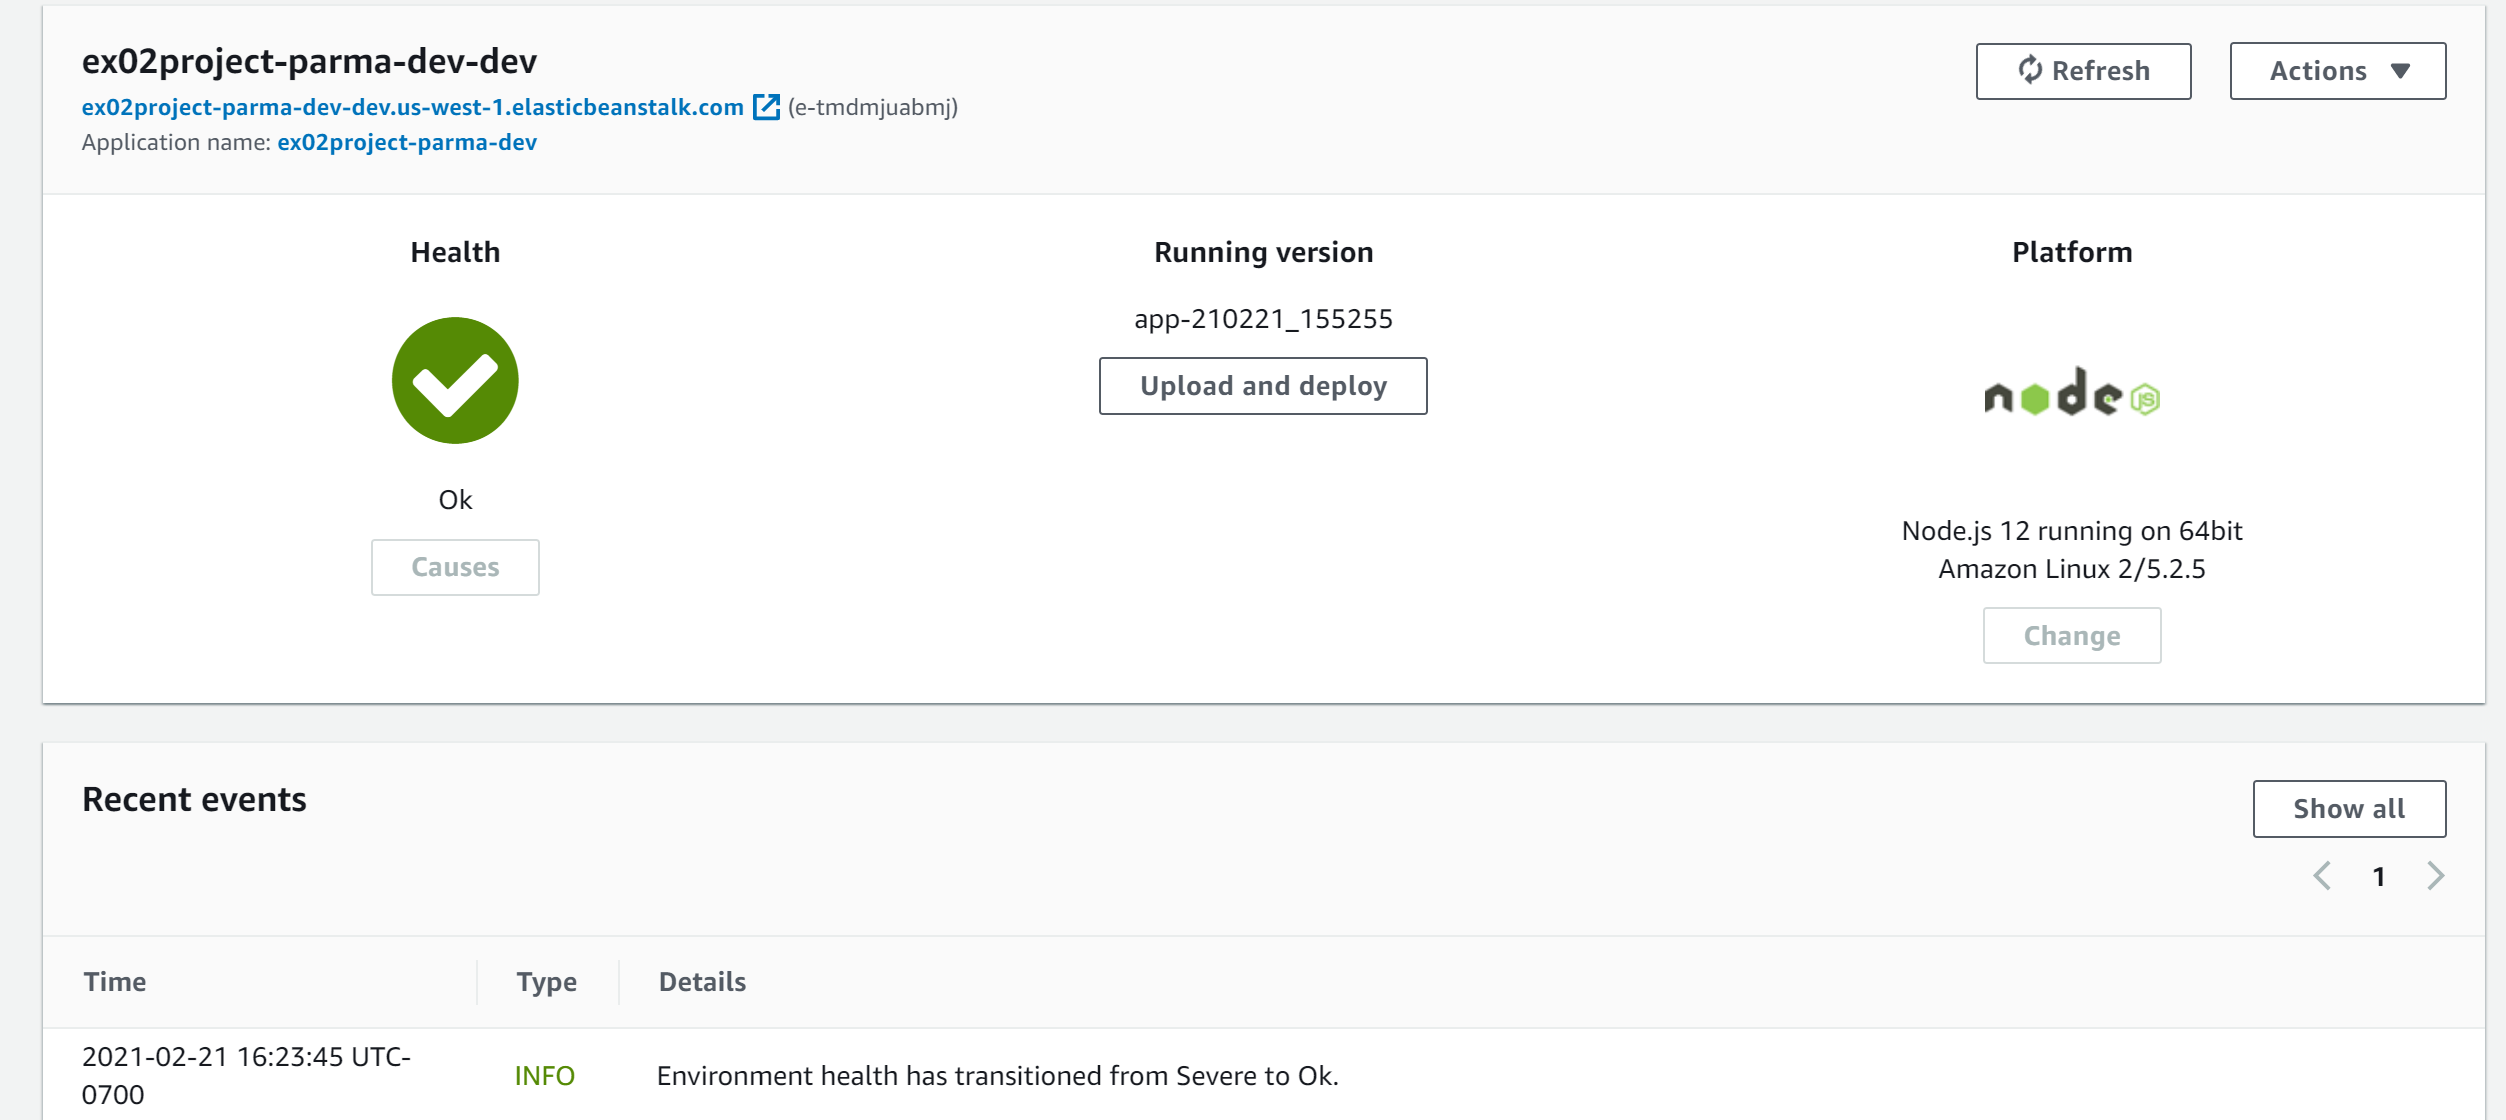 ex02project-parma-dev-dev
Refresh
Actions
ex02project-parma-dev-dev.us-west-1.elasticbeanstalk.com (e-tmdmjuabmj)
Application name: ex02project-parma-dev
Health
Ok
Causes
Running version
app-210221_155255
Upload and deploy
Platform
node JS
Node.js 12 running on 64bit
Amazon Linux 2/5.2.5
Change
Recent events
Show all
1
Time
Type
Details
2021-02-21 16:23:45 UTC-
0700
INFO
Environment health has transitioned from Severe to Ok.